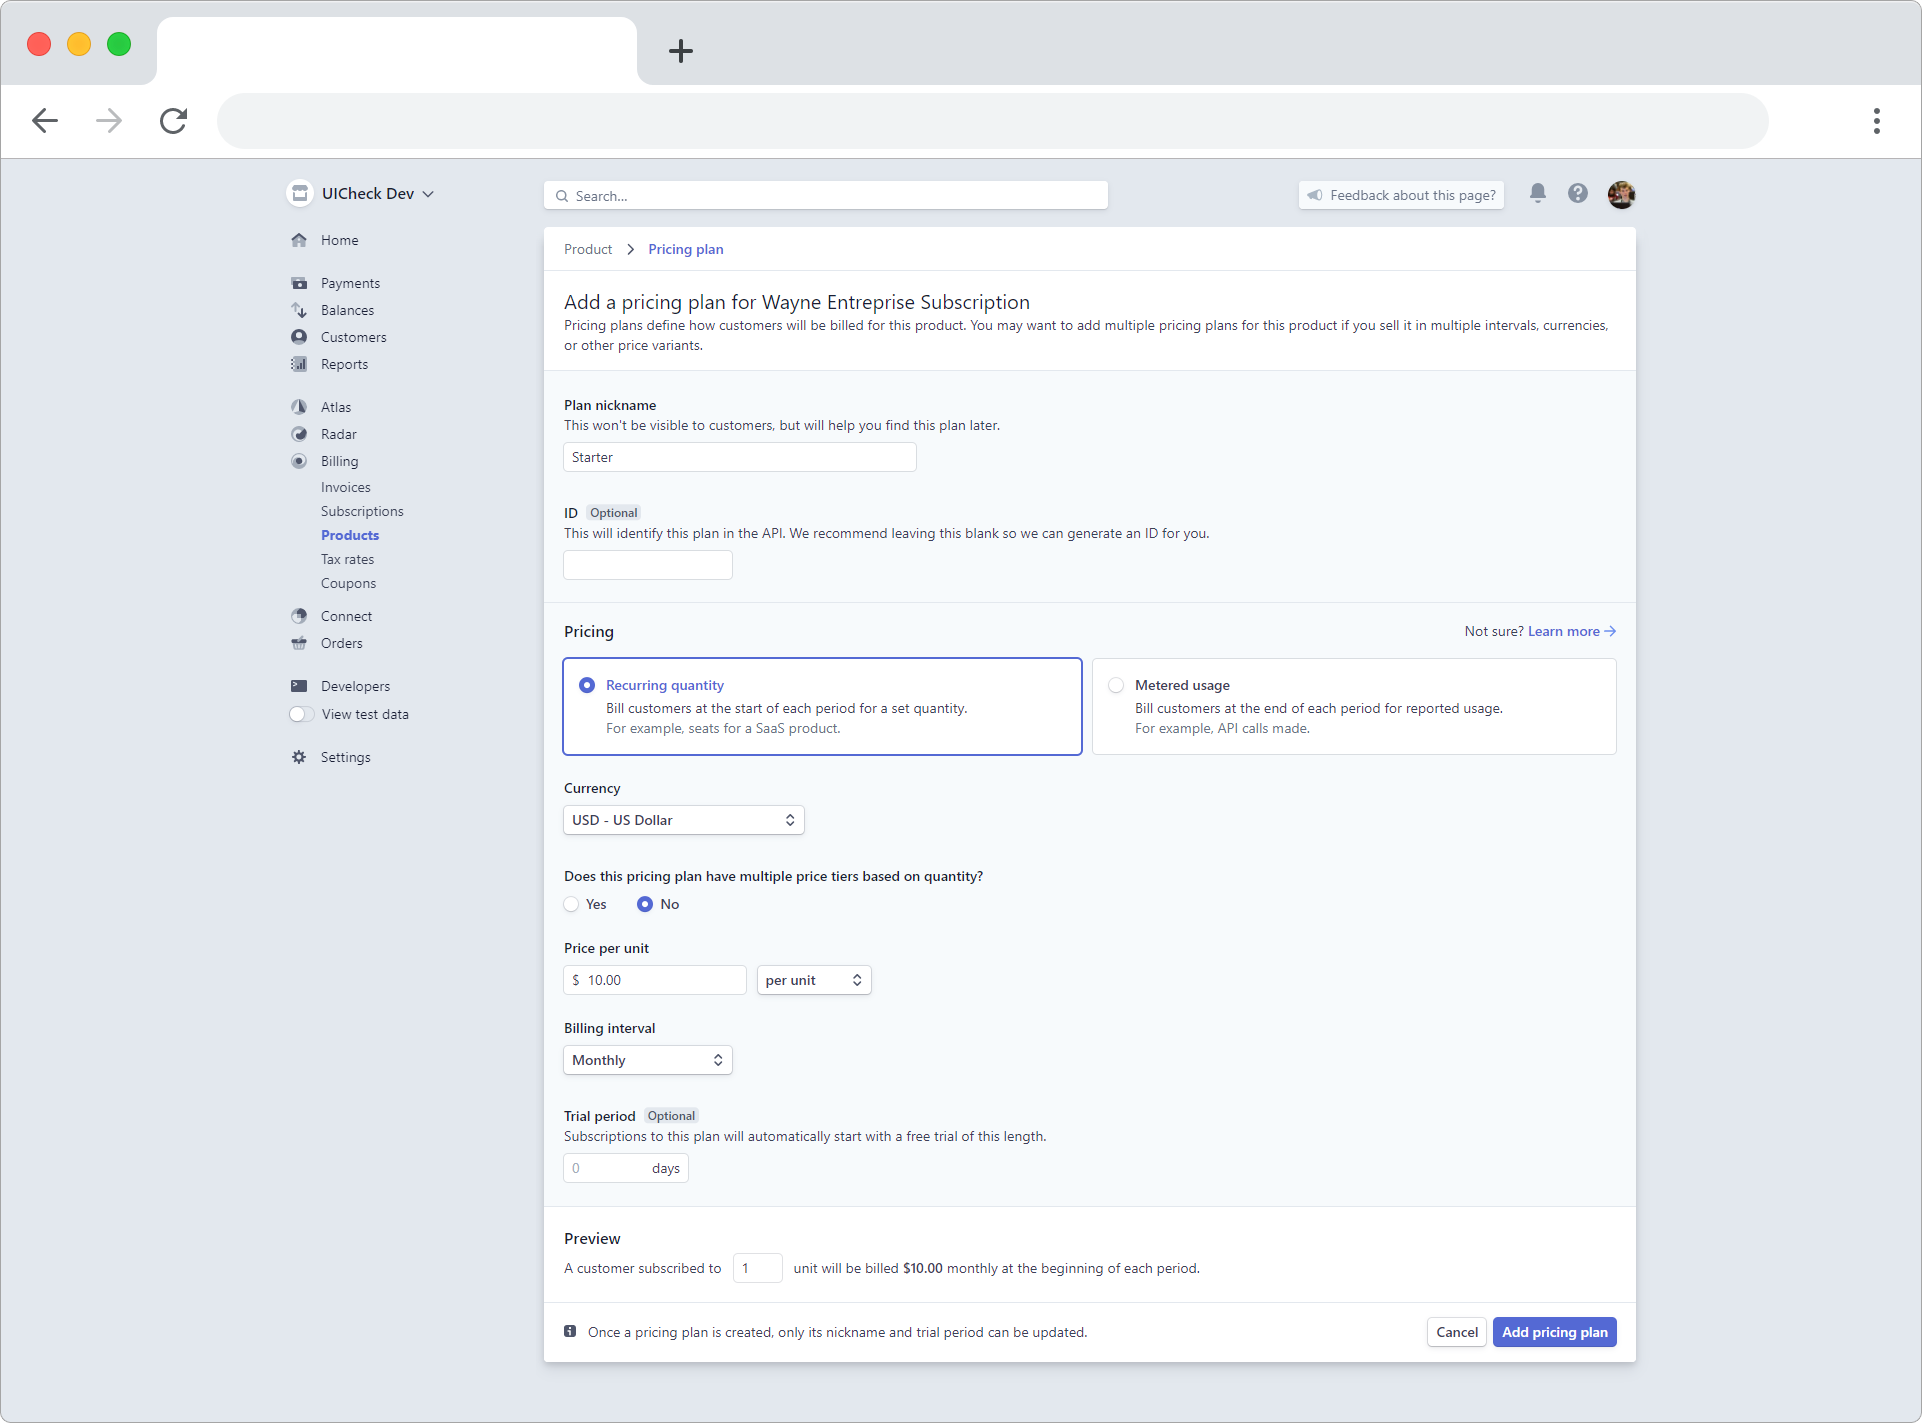 UICheck Dev
Search...
Feedback about this page?
Home
Payments
Balances
Customers
Reports
Atlas
Radar
Billing
Invoices
Subscriptions
Products
Tax rates
Coupons
Connect
Orders
Developers
View test data
Settings
Product > Pricing plan
Add a pricing plan for Wayne Entreprise Subscription
Pricing plans define how customers will be billed for this product. You may want to add multiple pricing plans for this product if you sell it in multiple intervals, currencies,
or other price variants.
Plan nickname
This won't be visible to customers, but will help you find this plan later.
Starter
ID Optional
This will identify this plan in the API. We recommend leaving this blank so we can generate an ID for you.
Pricing
Not sure? Learn more →
Recurring quantity
Bill customers at the start of each period for a set quantity.
For example, seats for a SaaS product.
Metered usage
Bill customers at the end of each period for reported usage.
For example, API calls made.
Currency
USD - US Dollar
Does this pricing plan have multiple price tiers based on quantity?
Yes No
Price per unit
$ 10.00 per unit
Billing interval
Monthly
Trial period Optional
Subscriptions to this plan will automatically start with a free trial of this length.
0 days
Preview
A customer subscribed to 1 unit will be billed $10.00 monthly at the beginning of each period.
Once a pricing plan is created, only its nickname and trial period can be updated.
Cancel Add pricing plan